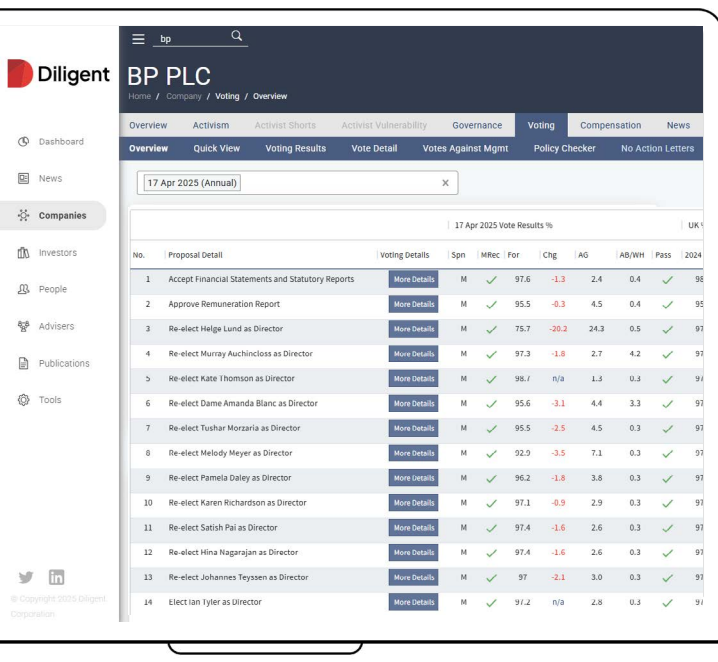 bp
Diligent
BP PLC
Home / Company / Voting / Overview
Overview Activism Activist Shorts Activist Vulnerability Governance Voting Compensation News
Overview Quick View Voting Results Vote Detail Votes Against Mgmt Policy Checker No Action Letters
Dashboard
News
Companies
Investors
People
Advisers
Publications
Tools
17 Apr 2025 (Annual) X
17 Apr 2025 Vote Results % UK
No. Proposal Detail Voting Details Spn MRec For Chg AG AB/WH Pass 2024
1 Accept Financial Statements and Statutory Reports More Details M 97.6 -1.3 2.4 0.4 98
2 Approve Remuneration Report More Details M 95.5 -0.3 4.5 0.4 95
3 Re-elect Helge Lund as Director More Details M 75.7 -20.2 24.3 0.5 97
4 Re-elect Murray Auchincloss as Director More Details M 97.3 -1.8 2.7 4.2 97
5 Re-elect Kate Thomson as Director More Details M 98.7 n/a 1.3 0.3 97
6 Re-elect Dame Amanda Blanc as Director More Details M 95.6 -3.1 4.4 3.3 97
7 Re-elect Tushar Morzaria as Director More Details M 95.5 -2.5 4.5 0.3 97
8 Re-elect Melody Meyer as Director More Details M 92.9 -3.5 7.1 0.3 97
9 Re-elect Pamela Daley as Director More Details M 96.2 -1.8 3.8 0.3 97
10 Re-elect Karen Richardson as Director More Details M 97.1 -0.9 2.9 0.3 97
11 Re-elect Satish Pai as Director More Details M 97.4 -1.6 2.6 0.3 97
12 Re-elect Hina Nagarajan as Director More Details M 97.4 -1.6 2.6 0.3 97
13 Re-elect Johannes Teyssen as Director More Details M 97 -2.1 3.0 0.3 97
14 Elect Ian Tyler as Director More Details M 97.2 n/a 2.8 0.3 97
© Copyright 2025 Diligent
Corporation